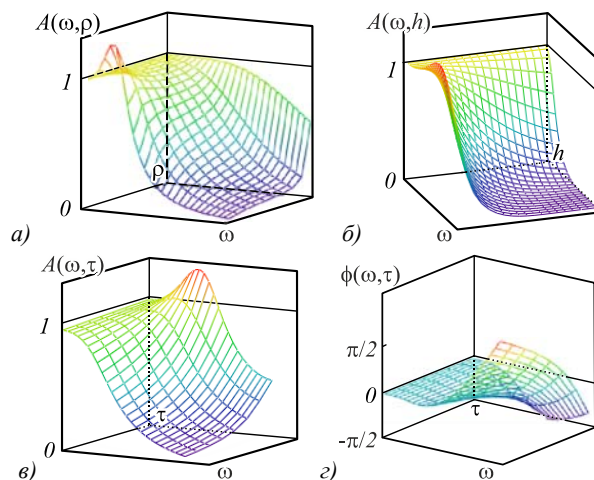 A(ω,ρ)
1
ρ
0
ω
а)
A(ω,h)
1
h
0
ω
б)
A(ω,τ)
1
τ
0
ω
в)
ϕ(ω,τ)
π/2
0
τ
-π/2
ω
г)